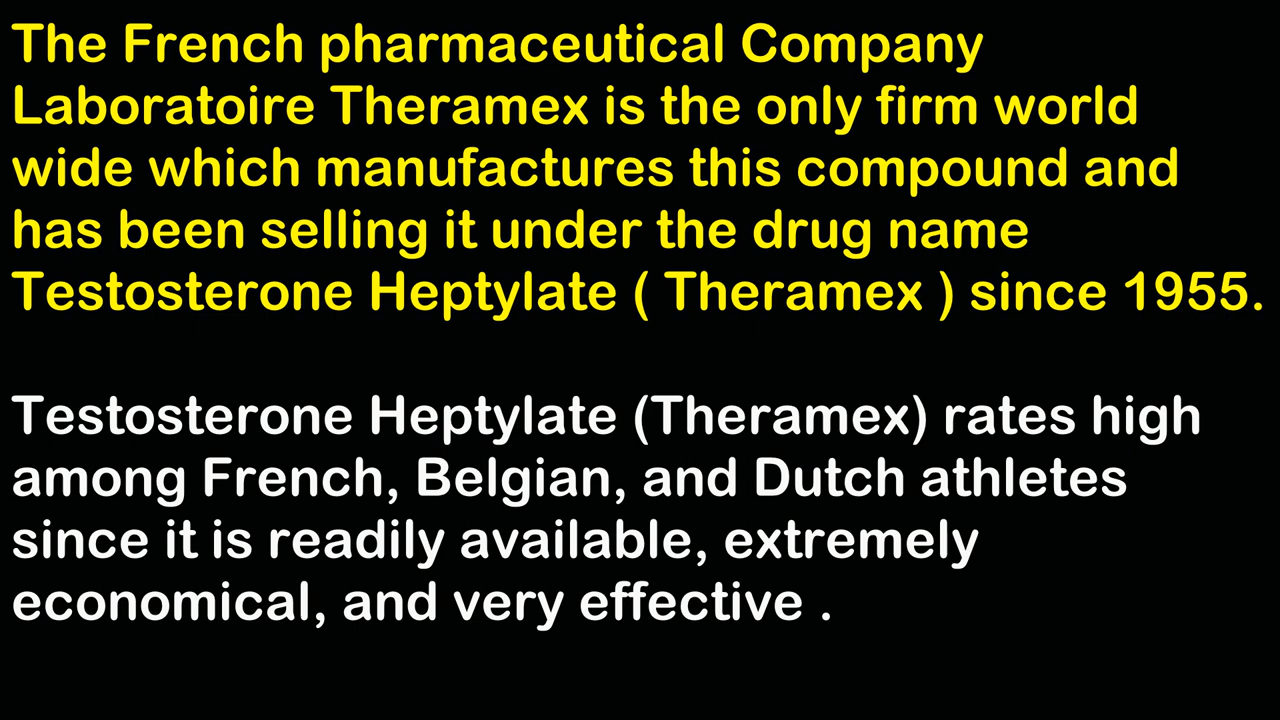 The French pharmaceutical Company
Laboratoire Theramex is the only firm world
wide which manufactures this compound and
has been selling it under the drug name
Testosterone Heptylate ( Theramex ) since 1955.
Testosterone Heptylate (Theramex) rates high
among French, Belgian, and Dutch athletes
since it is readily available, extremely
economical, and very effective .